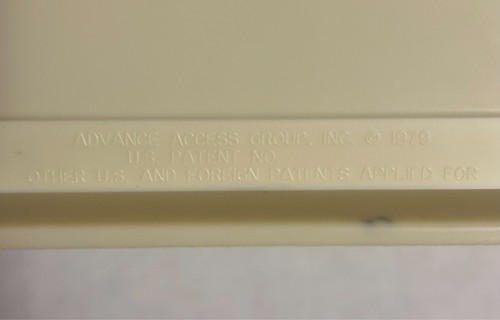 ADVANCE ACCESS GROUP, INC. © 1979
U.S. PATENT NO.
OTHER U.S. AND FOREIGN PATENTS APPLIED FOR